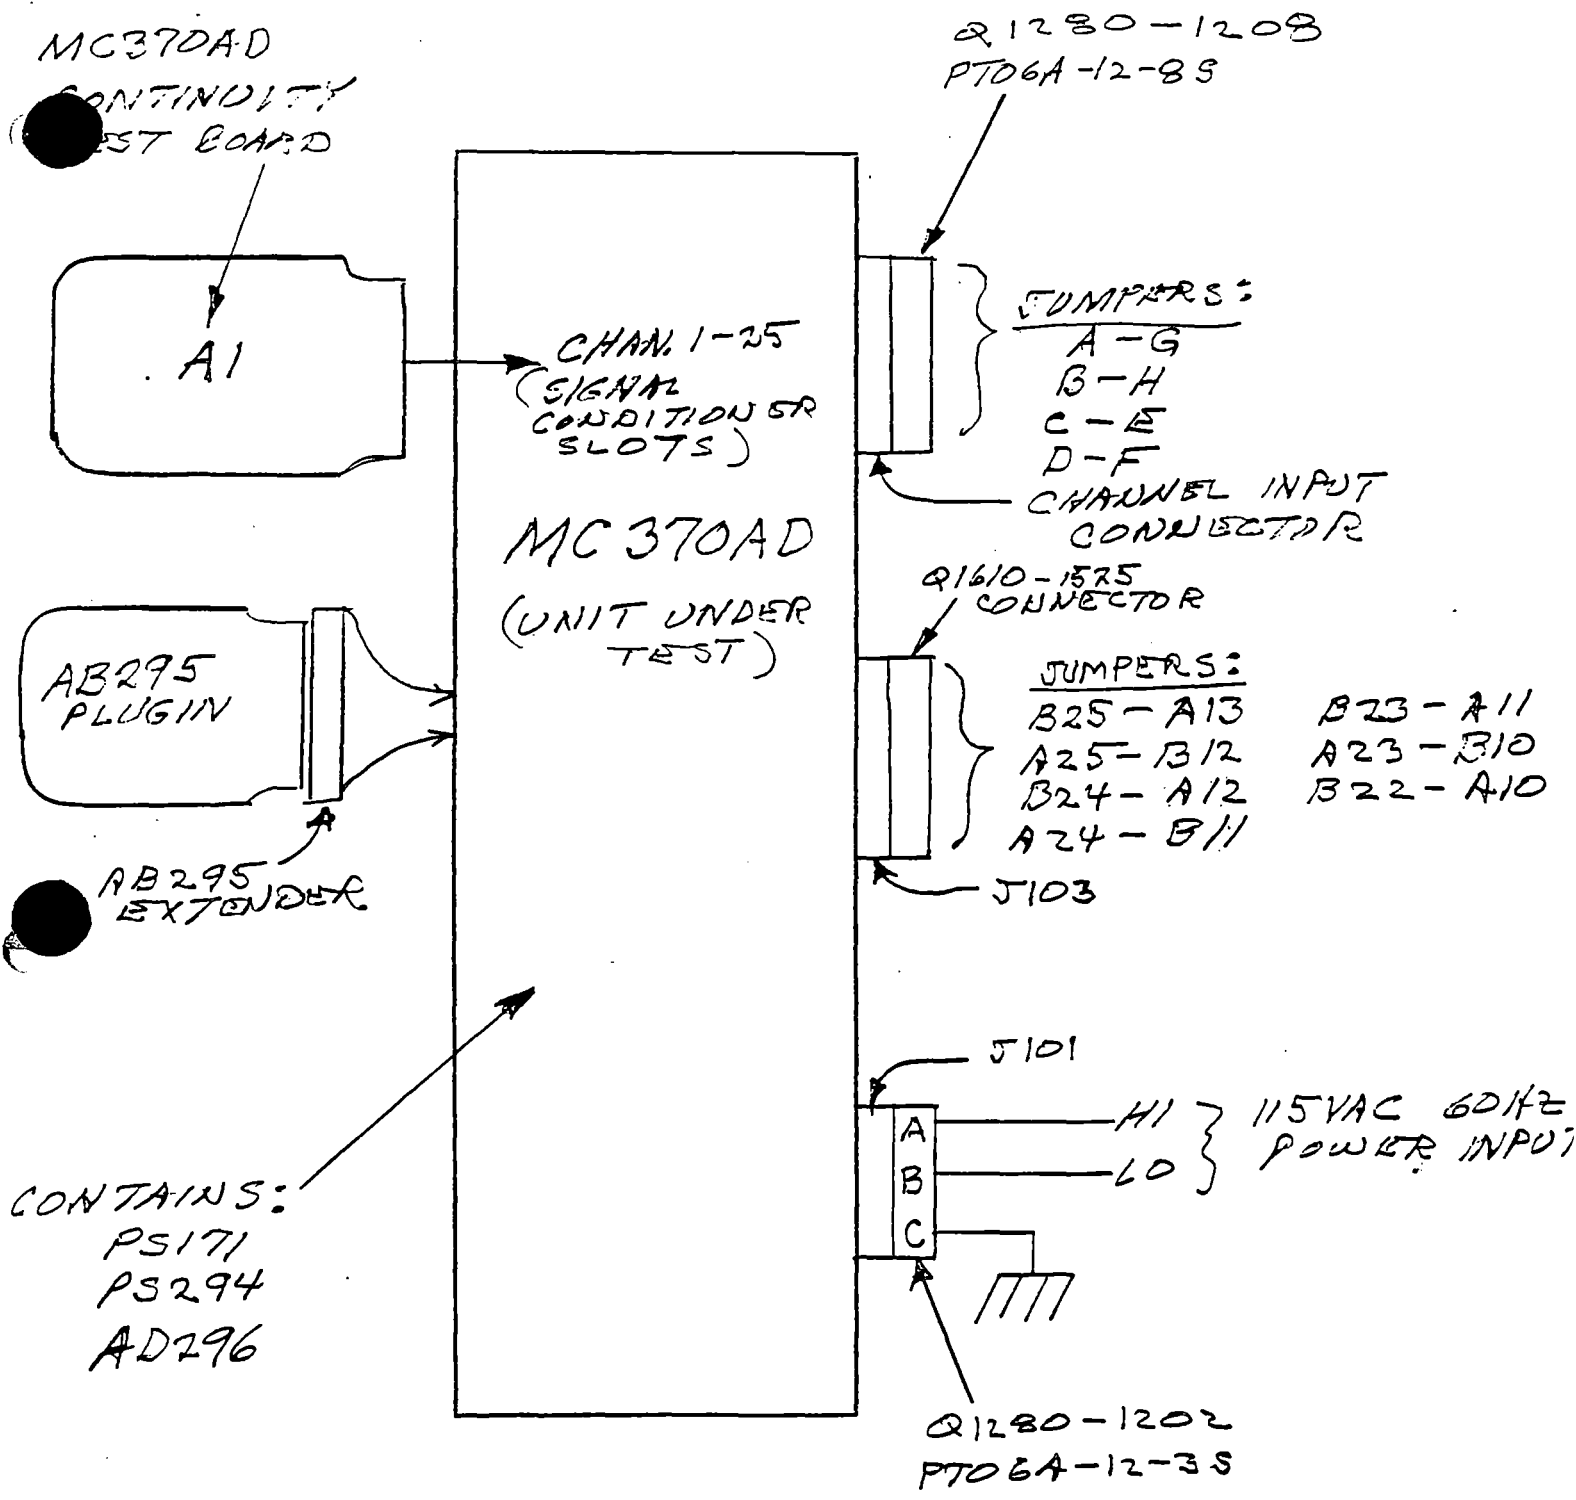 MC370AD
CONTINUITY
TEST BOARD
A1
Q1280-1208
PT06A-12-8S
CHAN. 1-25
(SIGNAL
CONDITIONER
SLOTS)
JUMPERS:
A-G
B-H
C-E
D-F
CHANNEL INPUT
CONNECTOR
MC370AD
(UNIT UNDER
TEST)
Q1610-1525
CONNECTOR
AB295
PLUGIN
AB295
EXTENDER
JUMPERS:
B25-A13 B23-A11
A25-B12 A23-B10
B24-A12 B22-A10
A24-B11
J103
J101
A HI
B LO
C
115VAC 60HZ
POWER INPUT
CONTAINS:
PS171
PS294
AD296
Q1280-1202
PT06A-12-3S